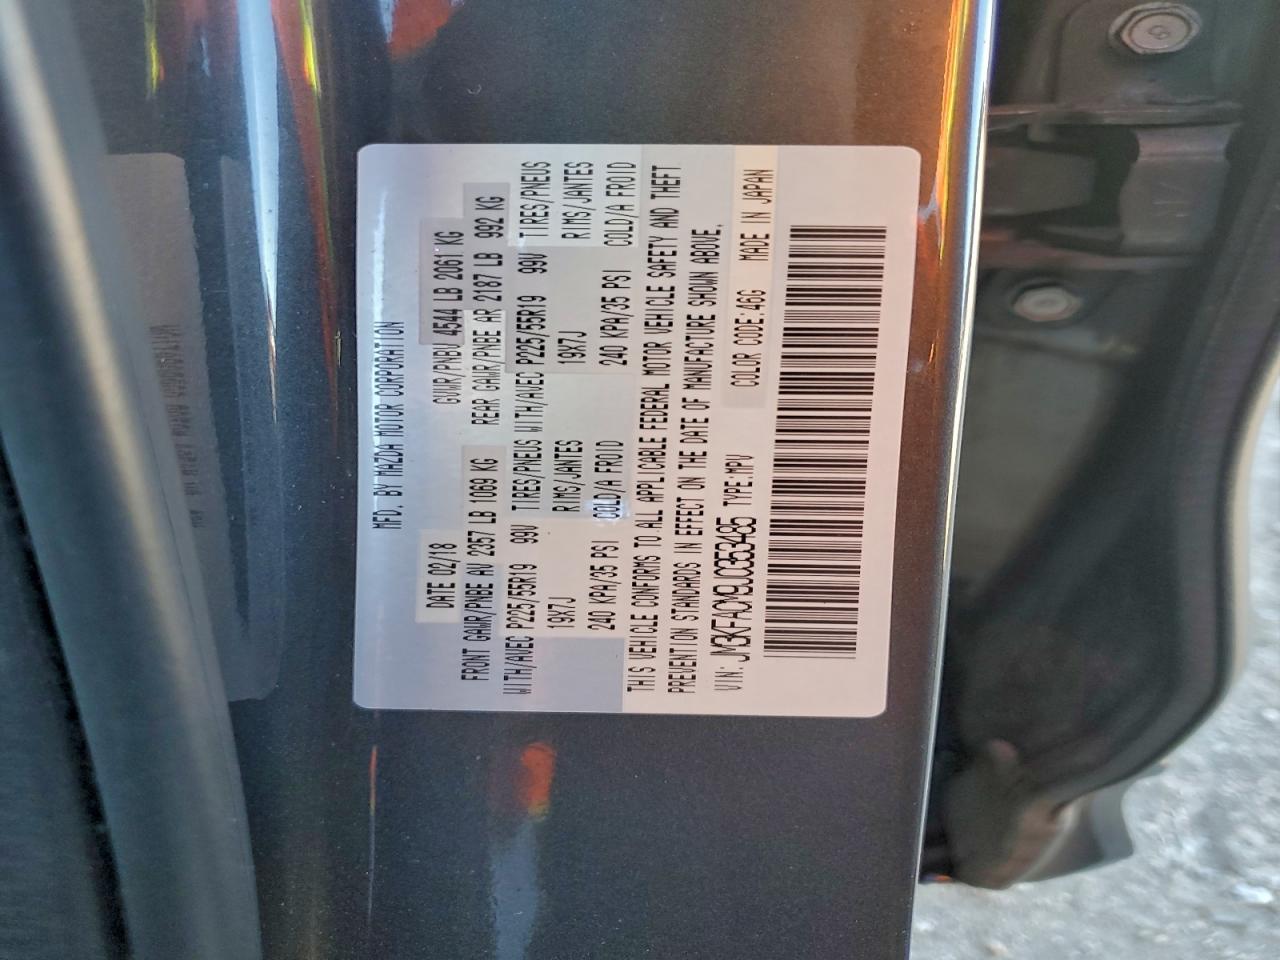 MFD. BY MAZDA MOTOR CORPORATION
DATE 02/18 GVWR/PNBV 4544 LB 2061 KG
FRONT GAWR/PNBE AV 2357 LB 1069 KG REAR GAWR/PNBE AR 2187 LB 992 KG
WITH/AVEC P225/55R19 99V TIRES/PNEUS WITH/AVEC P225/55R19 99V TIRES/PNEUS
19X7J RIMS/JANTES 19X7J RIMS/JANTES
240 KPA/35 PSI COLD/A FROID 240 KPA/35 PSI COLD/A FROID
THIS VEHICLE CONFORMS TO ALL APPLICABLE FEDERAL MOTOR VEHICLE SAFETY AND THEFT
PREVENTION STANDARDS IN EFFECT ON THE DATE OF MANUFACTURE SHOWN ABOVE.
VIN: JM3KFACM9J0353485 TYPE:MPV COLOR CODE:46G MADE IN JAPAN